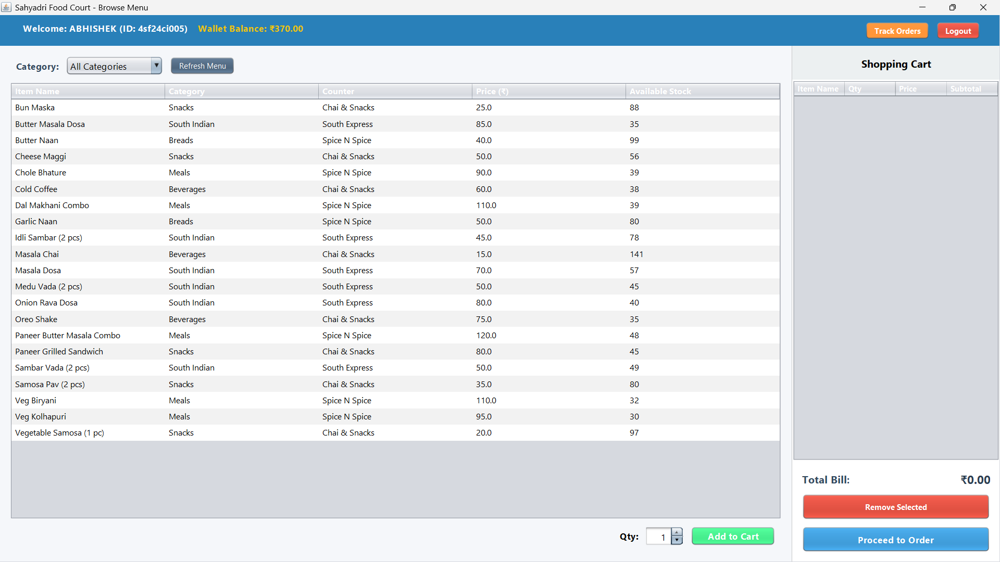 Sahyadri Food Court - Browse Menu
Welcome: ABHISHEK (ID: 4sf24ci005) Wallet Balance: ₹370.00 Track Orders Logout
Category: All Categories Refresh Menu
Item Name Category Counter Price (₹) Available Stock
Bun Maska Snacks Chai & Snacks 25.0 88
Butter Masala Dosa South Indian South Express 85.0 35
Butter Naan Breads Spice N Spice 40.0 99
Cheese Maggi Snacks Chai & Snacks 50.0 56
Chole Bhature Meals Spice N Spice 90.0 39
Cold Coffee Beverages Chai & Snacks 60.0 38
Dal Makhani Combo Meals Spice N Spice 110.0 39
Garlic Naan Breads Spice N Spice 50.0 80
Idli Sambar (2 pcs) South Indian South Express 45.0 78
Masala Chai Beverages Chai & Snacks 15.0 141
Masala Dosa South Indian South Express 70.0 57
Medu Vada (2 pcs) South Indian South Express 50.0 45
Onion Rava Dosa South Indian South Express 80.0 40
Oreo Shake Beverages Chai & Snacks 75.0 35
Paneer Butter Masala Combo Meals Spice N Spice 120.0 48
Paneer Grilled Sandwich Snacks Chai & Snacks 80.0 45
Sambar Vada (2 pcs) South Indian South Express 50.0 49
Samosa Pav (2 pcs) Snacks Chai & Snacks 35.0 80
Veg Biryani Meals Spice N Spice 110.0 32
Veg Kolhapuri Meals Spice N Spice 95.0 30
Vegetable Samosa (1 pc) Snacks Chai & Snacks 20.0 97
Qty: 1 Add to Cart
Shopping Cart
Item Name Qty Price Subtotal
Total Bill: ₹0.00
Remove Selected
Proceed to Order